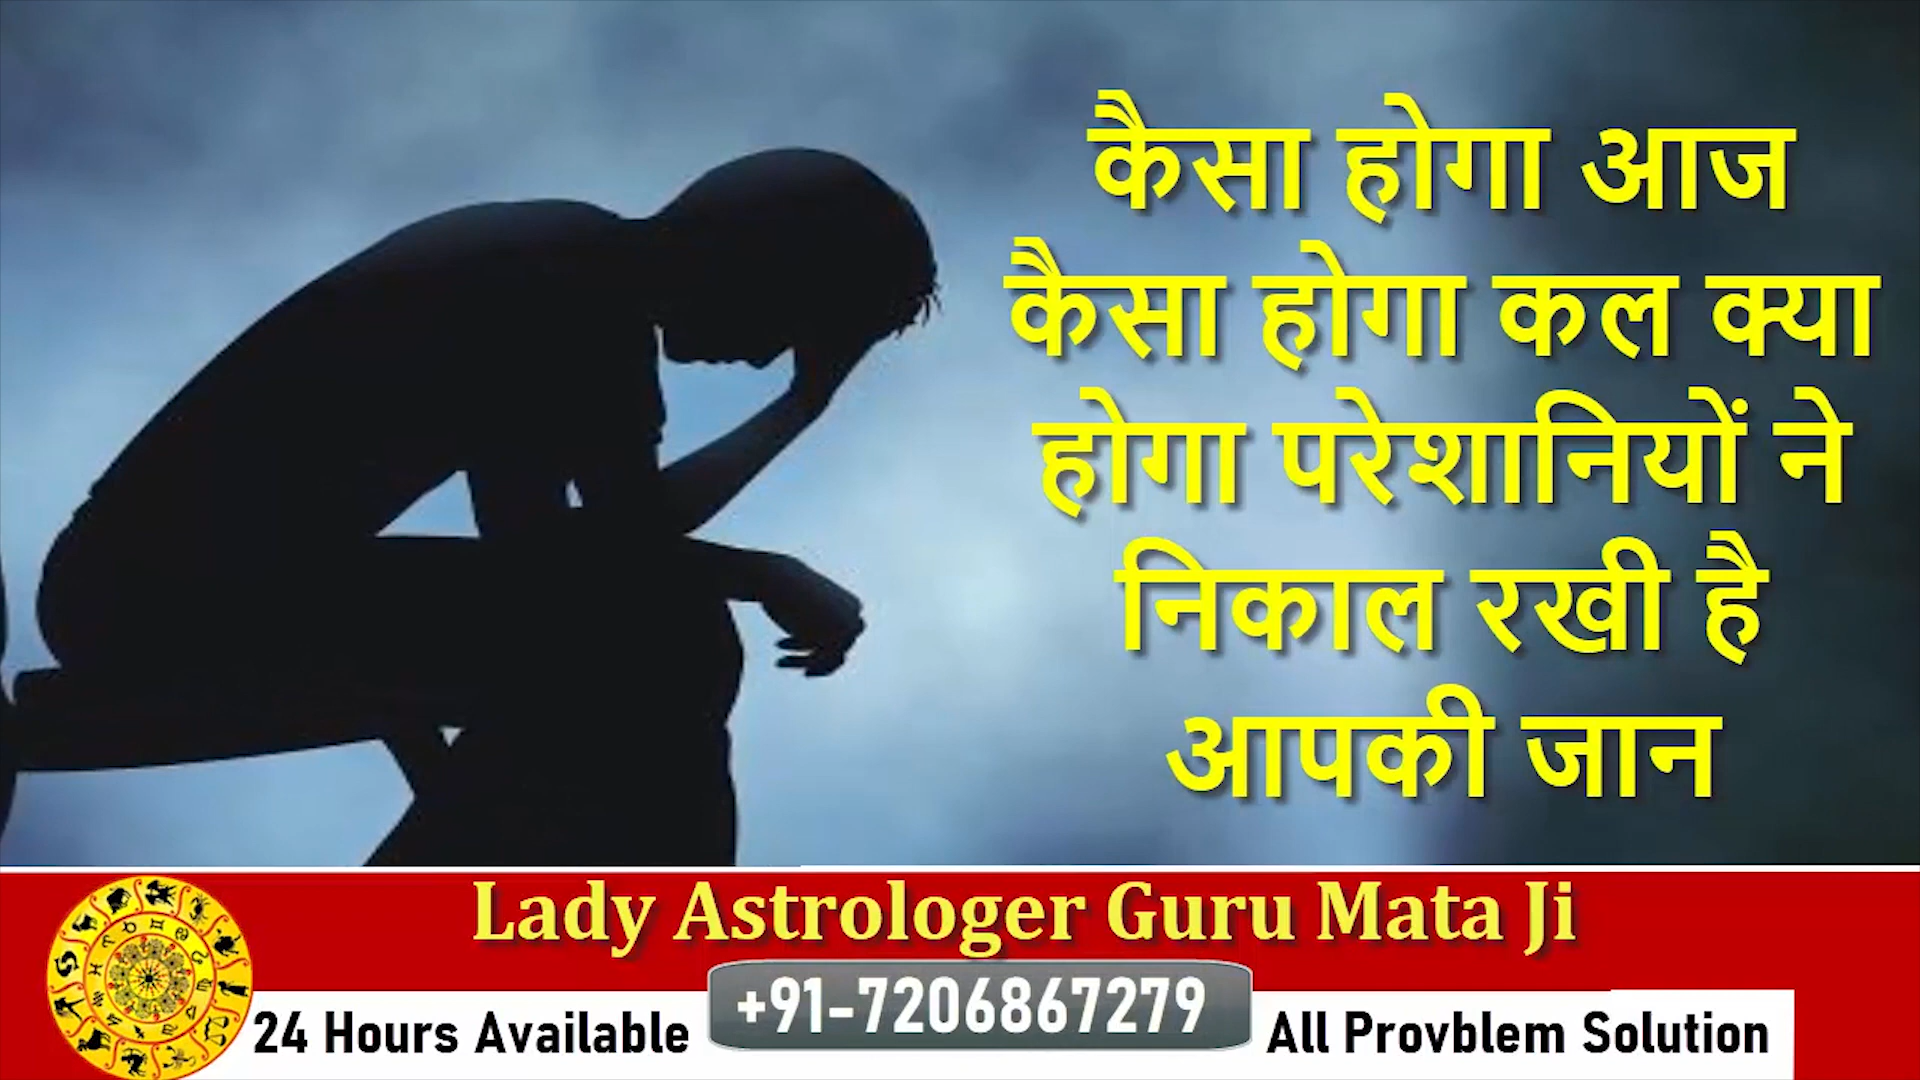 कैसा होगा आज
कैसा होगा कल क्या
होगा परेशानियों ने
निकाल रखी है
आपकी जान
Lady Astrologer Guru Mata Ji
+91-7206867279
24 Hours Available
All Provblem Solution